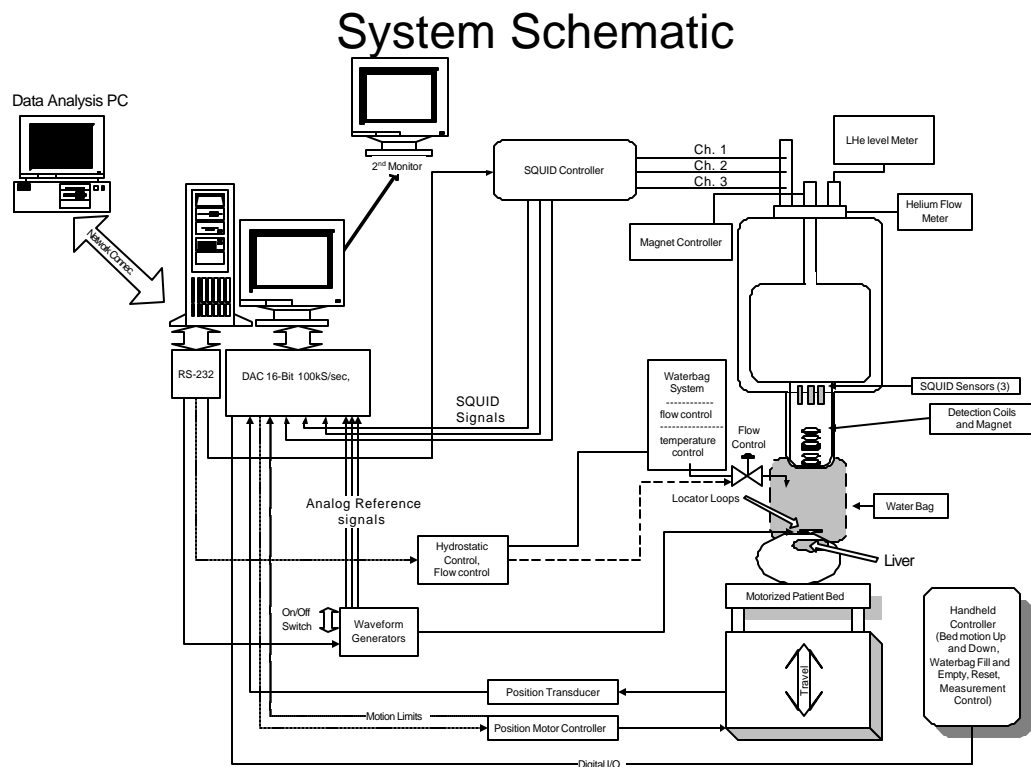 System Schematic
Data Analysis PC
2nd Monitor
Network Connec.
SQUID Controller
Ch. 1
Ch. 2
Ch. 3
LHe level Meter
Helium Flow
Meter
Magnet Controller
RS-232
DAC 16-Bit 100kS/sec,
SQUID
Signals
Waterbag
System
------------
flow control
---------------
temperature
control
Flow
Control
SQUID Sensors (3)
Detection Coils
and Magnet
Analog Reference
signals
Locator Loops
Water Bag
Hydrostatic
Control,
Flow control
Liver
On/Off
Switch
Waveform
Generators
Motorized Patient Bed
Travel
Handheld
Controller
(Bed motion Up
and Down,
Waterbag Fill and
Empty, Reset,
Measurement
Control)
Position Transducer
Motion Limits
Position Motor Controller
Digital I/O